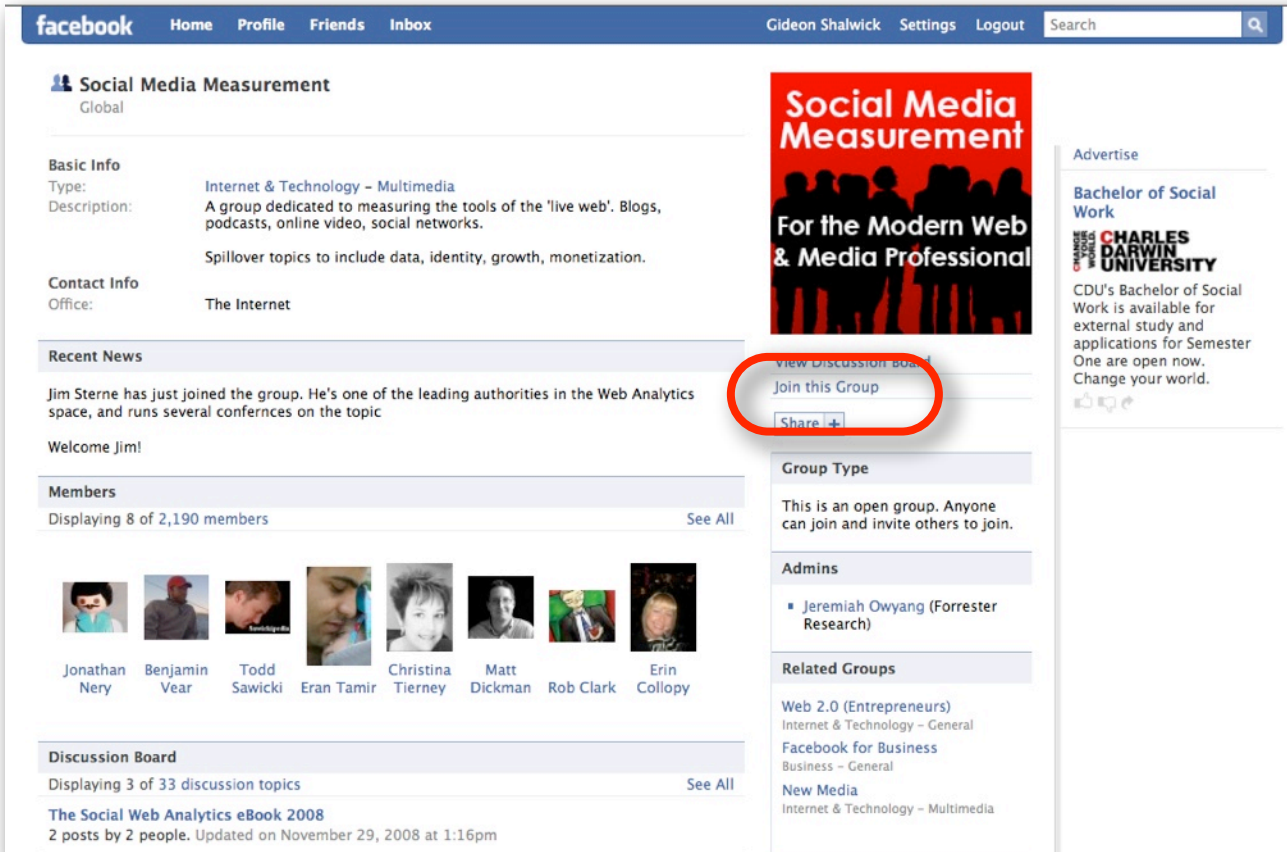 facebook Home Profile Friends Inbox Gideon Shalwick Settings Logout Search
Social Media Measurement
Global
Basic Info
Type: Internet & Technology – Multimedia
Description: A group dedicated to measuring the tools of the 'live web'. Blogs,
podcasts, online video, social networks.
Spillover topics to include data, identity, growth, monetization.
Contact Info
Office: The Internet
Recent News
Jim Sterne has just joined the group. He's one of the leading authorities in the Web Analytics
space, and runs several confernces on the topic
Welcome Jim!
Members
Displaying 8 of 2,190 members See All
Jonathan Nery
Benjamin Vear
Todd Sawicki
Eran Tamir
Christina Tierney
Matt Dickman
Rob Clark
Erin Collopy
Discussion Board
Displaying 3 of 33 discussion topics See All
The Social Web Analytics eBook 2008
2 posts by 2 people. Updated on November 29, 2008 at 1:16pm
Social Media
Measurement
For the Modern Web
& Media Professional
View Discussion Board
Join this Group
Share +
Group Type
This is an open group. Anyone
can join and invite others to join.
Admins
Jeremiah Owyang (Forrester
Research)
Related Groups
Web 2.0 (Entrepreneurs)
Internet & Technology – General
Facebook for Business
Business – General
New Media
Internet & Technology – Multimedia
Advertise
Bachelor of Social
Work
CHANGE YOUR WORLD.
CHARLES
DARWIN
UNIVERSITY
CDU's Bachelor of Social
Work is available for
external study and
applications for Semester
One are open now.
Change your world.